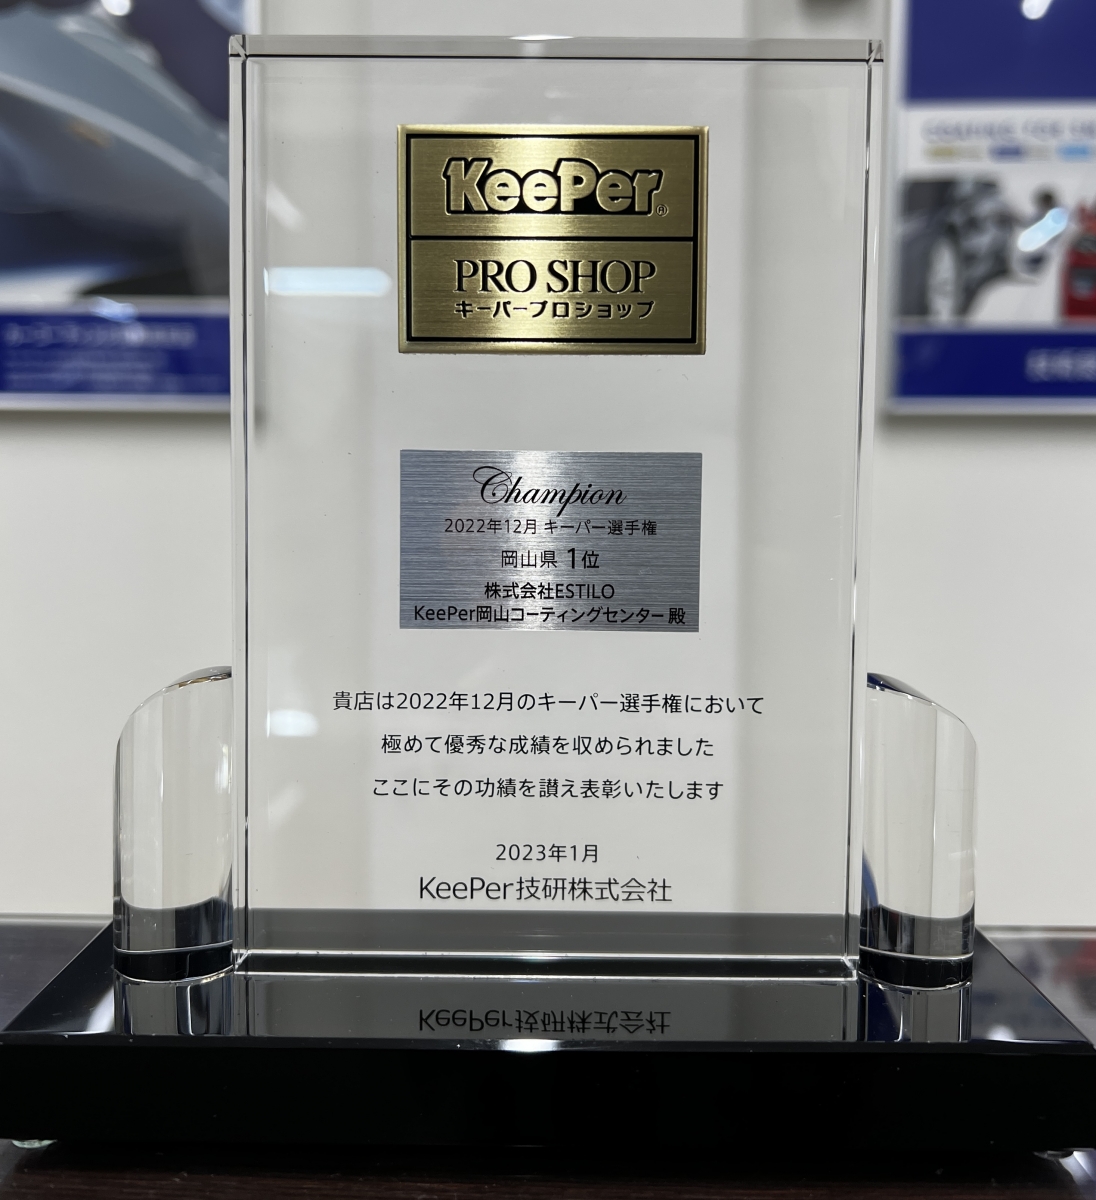 KeePer®
PRO SHOP
キーパープロショップ
Champion
2022年12月 キーパー選手権
岡山県 1位
株式会社ESTILO
KeePer岡山コーティングセンター 殿
貴店は2022年12月のキーパー選手権において
極めて優秀な成績を収められました
ここにその功績を讃え表彰いたします
2023年1月
KeePer技研株式会社